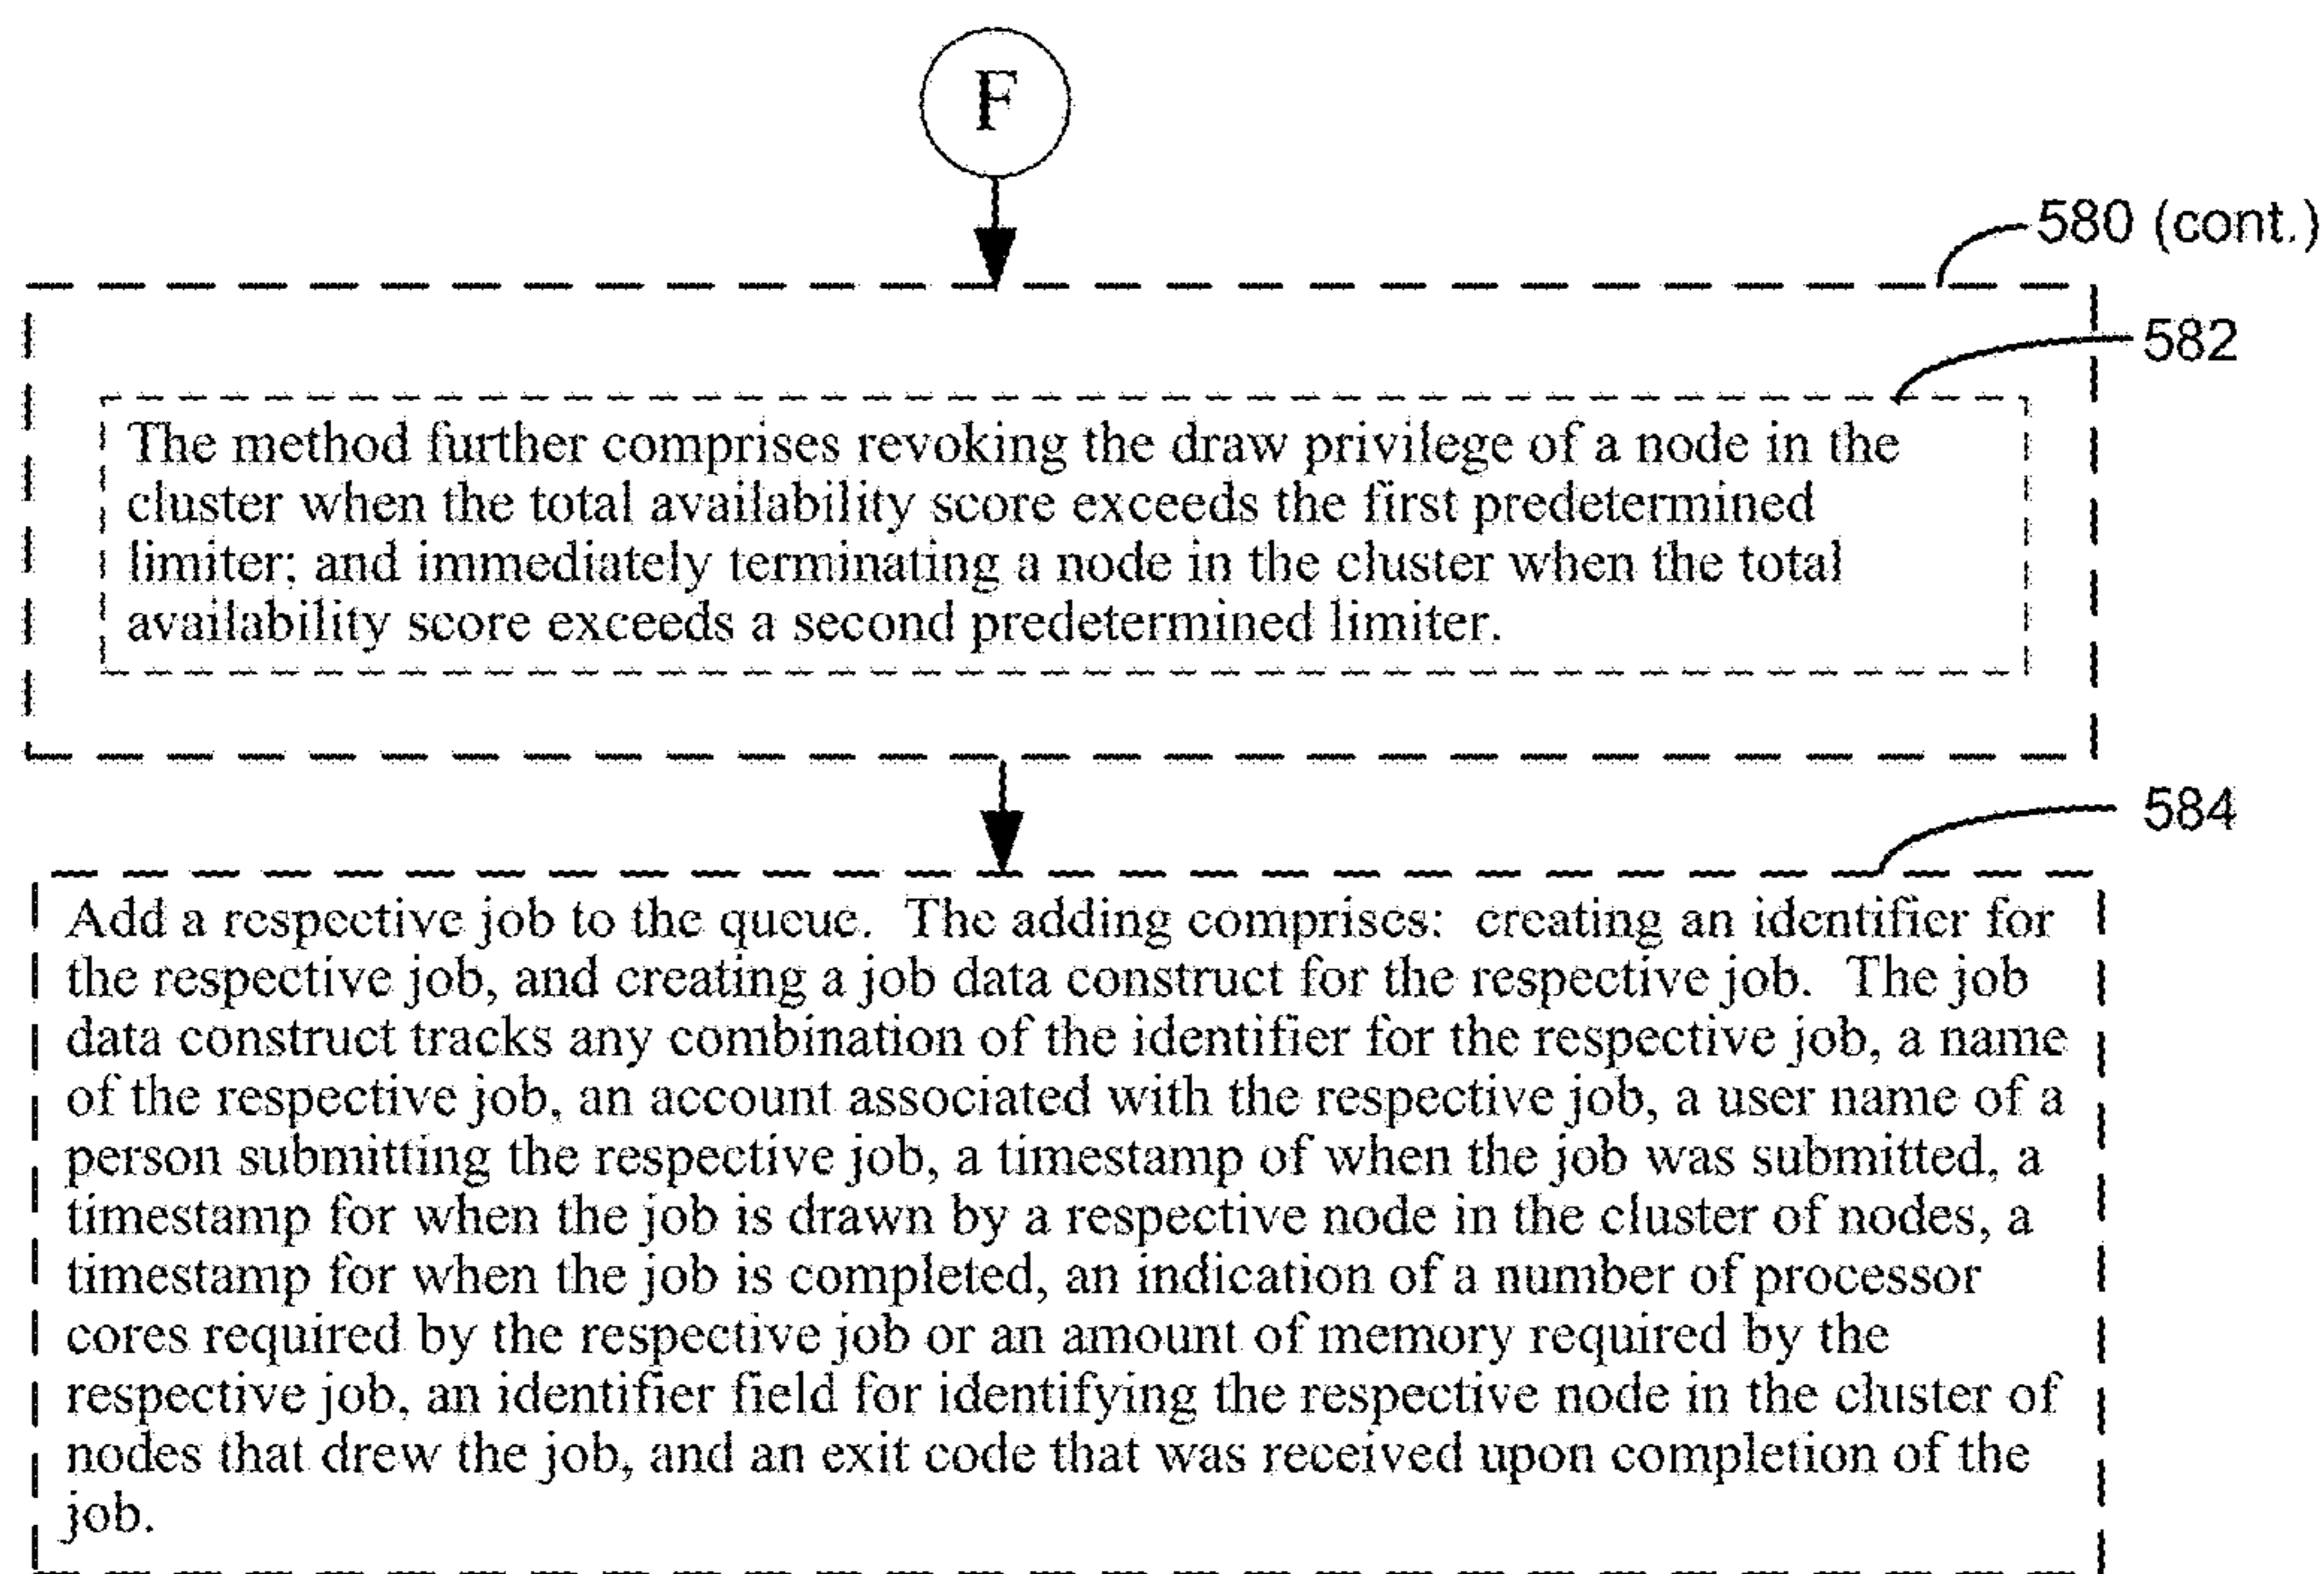 F
580 (cont.)
582
The method further comprises revoking the draw privilege of a node in the
cluster when the total availability score exceeds the first predetermined
limiter; and immediately terminating a node in the cluster when the total
availability score exceeds a second predetermined limiter.
584
Add a respective job to the queue. The adding comprises: creating an identifier for
the respective job, and creating a job data construct for the respective job. The job
data construct tracks any combination of the identifier for the respective job, a name
of the respective job, an account associated with the respective job, a user name of a
person submitting the respective job, a timestamp of when the job was submitted, a
timestamp for when the job is drawn by a respective node in the cluster of nodes, a
timestamp for when the job is completed, an indication of a number of processor
cores required by the respective job or an amount of memory required by the
respective job, an identifier field for identifying the respective node in the cluster of
nodes that drew the job, and an exit code that was received upon completion of the
job.